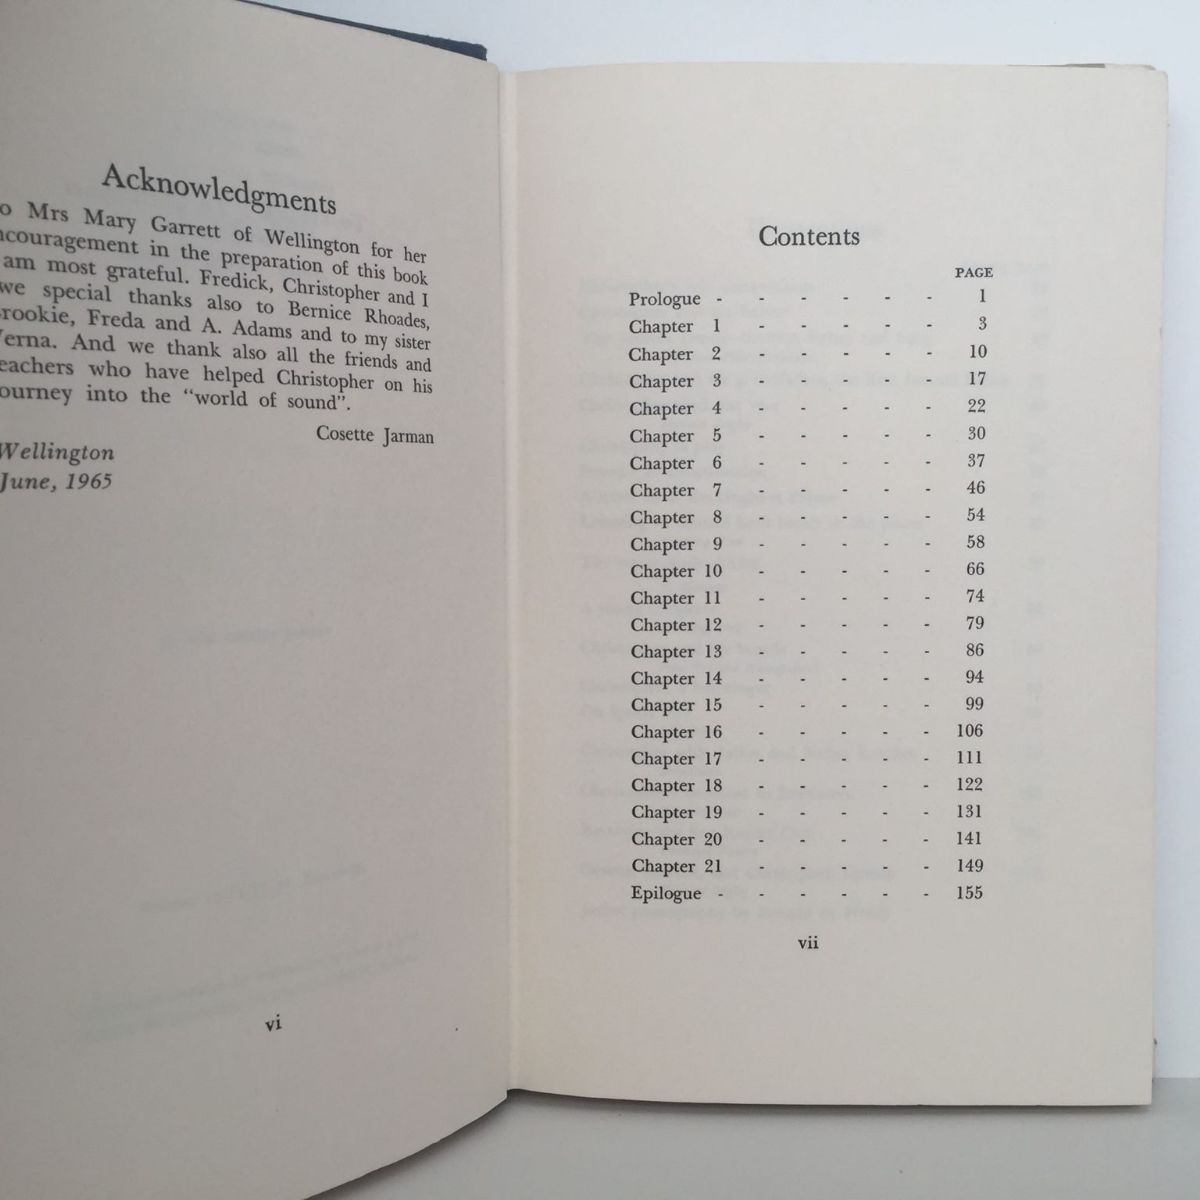 Acknowledgments
o Mrs Mary Garrett of Wellington for her
couragement in the preparation of this book
am most grateful. Fredick, Christopher and I
we special thanks also to Bernice Rhoades,
rookie, Freda and A. Adams and to my sister
erna. And we thank also all the friends and
eachers who have helped Christopher on his
ourney into the "world of sound".
Cosette Jarman
Wellington
June, 1965
vi
Contents
PAGE
Prologue - - - - - - 1
Chapter 1 - - - - - 3
Chapter 2 - - - - - 10
Chapter 3 - - - - - 17
Chapter 4 - - - - - 22
Chapter 5 - - - - - 30
Chapter 6 - - - - - 37
Chapter 7 - - - - - 46
Chapter 8 - - - - - 54
Chapter 9 - - - - - 58
Chapter 10 - - - - - 66
Chapter 11 - - - - - 74
Chapter 12 - - - - - 79
Chapter 13 - - - - - 86
Chapter 14 - - - - - 94
Chapter 15 - - - - - 99
Chapter 16 - - - - - 106
Chapter 17 - - - - - 111
Chapter 18 - - - - - 122
Chapter 19 - - - - - 131
Chapter 20 - - - - - 141
Chapter 21 - - - - - 149
Epilogue - - - - - - 155
vii